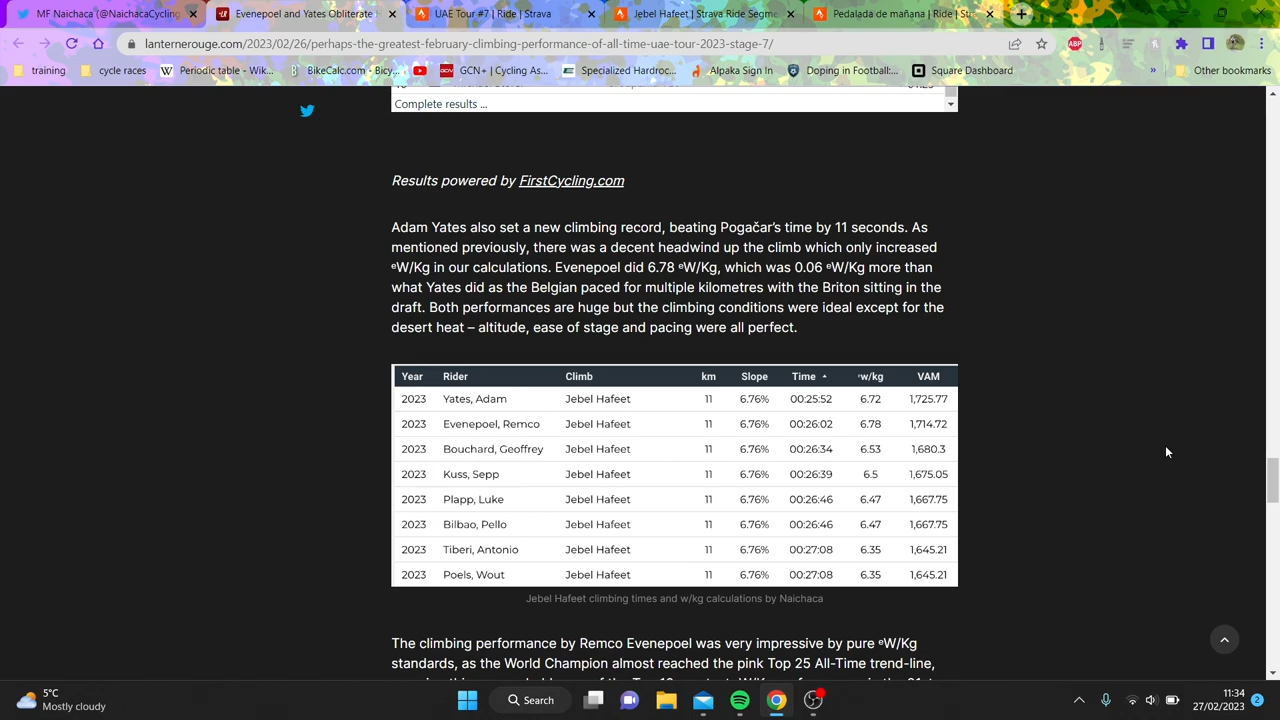 MF Naichaca (@NaichacaCycling
Evenepoel and Yates Obliterate
UAE Tour #7 | Ride | Strava
Jebel Hafeet | Strava Ride Segme
Pedalada de mañana | Ride | Str
lanternerouge.com/2023/02/26/perhaps-the-greatest-february-climbing-performance-of-all-time-uae-tour-2023-stage-7/
training
cycle races
Periodic table - Wik...
BikeCalc.com - Bicy...
GCN+ | Cycling As...
Specialized Hardroc...
Alpaka Sign In
Doping in Football:...
Square Dashboard
Other bookmarks
Complete results ...
Results powered by FirstCycling.com
Adam Yates also set a new climbing record, beating Pogačar's time by 11 seconds. As
mentioned previously, there was a decent headwind up the climb which only increased
ᵉW/Kg in our calculations. Evenepoel did 6.78 ᵉW/Kg, which was 0.06 ᵉW/Kg more than
what Yates did as the Belgian paced for multiple kilometres with the Briton sitting in the
draft. Both performances are huge but the climbing conditions were ideal except for the
desert heat – altitude, ease of stage and pacing were all perfect.
Year Rider Climb km Slope Time ᵉw/kg VAM
2023 Yates, Adam Jebel Hafeet 11 6.76% 00:25:52 6.72 1,725.77
2023 Evenepoel, Remco Jebel Hafeet 11 6.76% 00:26:02 6.78 1,714.72
2023 Bouchard, Geoffrey Jebel Hafeet 11 6.76% 00:26:34 6.53 1,680.3
2023 Kuss, Sepp Jebel Hafeet 11 6.76% 00:26:39 6.5 1,675.05
2023 Plapp, Luke Jebel Hafeet 11 6.76% 00:26:46 6.47 1,667.75
2023 Bilbao, Pello Jebel Hafeet 11 6.76% 00:26:46 6.47 1,667.75
2023 Tiberi, Antonio Jebel Hafeet 11 6.76% 00:27:08 6.35 1,645.21
2023 Poels, Wout Jebel Hafeet 11 6.76% 00:27:08 6.35 1,645.21
Jebel Hafeet climbing times and w/kg calculations by Naichaca
The climbing performance by Remco Evenepoel was very impressive by pure ᵉW/Kg
standards, as the World Champion almost reached the pink Top 25 All-Time trend-line,
5°C
Mostly cloudy
Search
11:34
27/02/2023
2